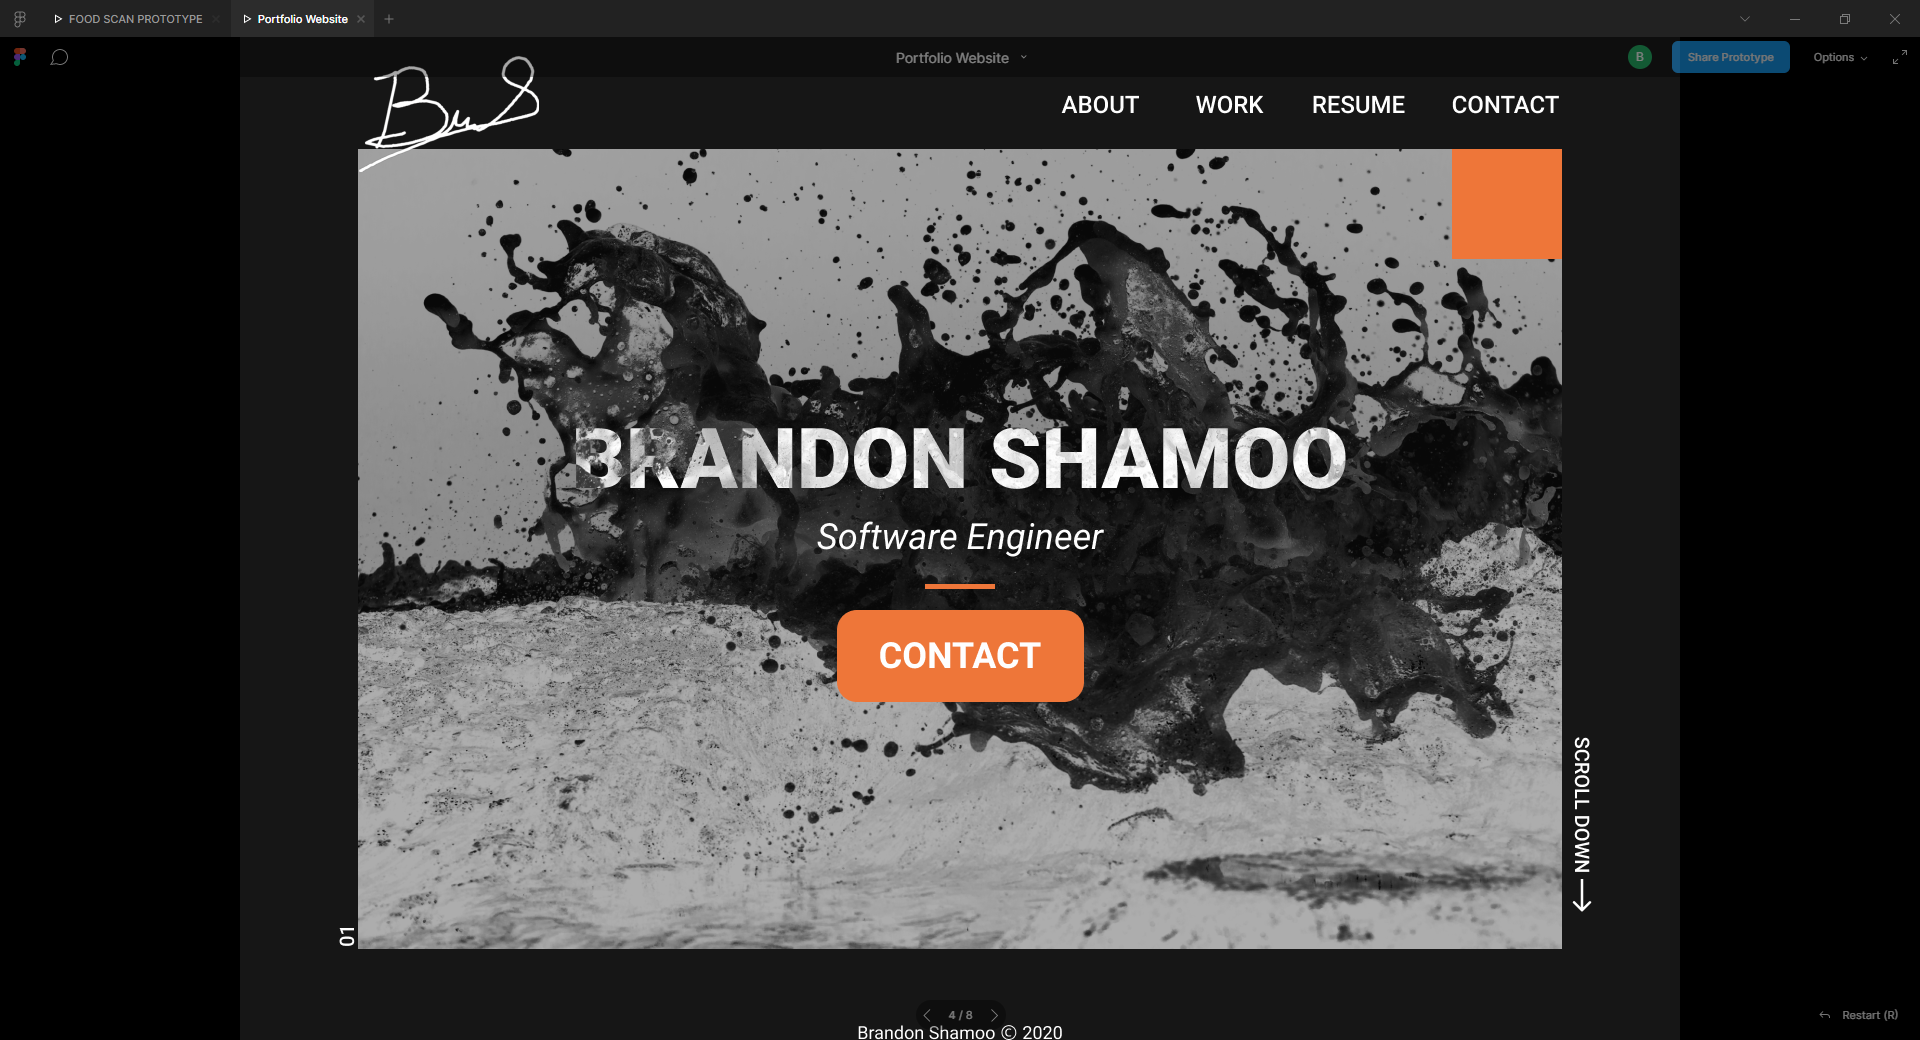 FOOD SCAN PROTOTYPE
Portfolio Website
Portfolio Website
B
Share Prototype
Options
ABOUT
WORK
RESUME
CONTACT
BRANDON SHAMOO
Software Engineer
CONTACT
SCROLL DOWN
01
4 / 8
Restart (R)
Brandon Shamoo © 2020